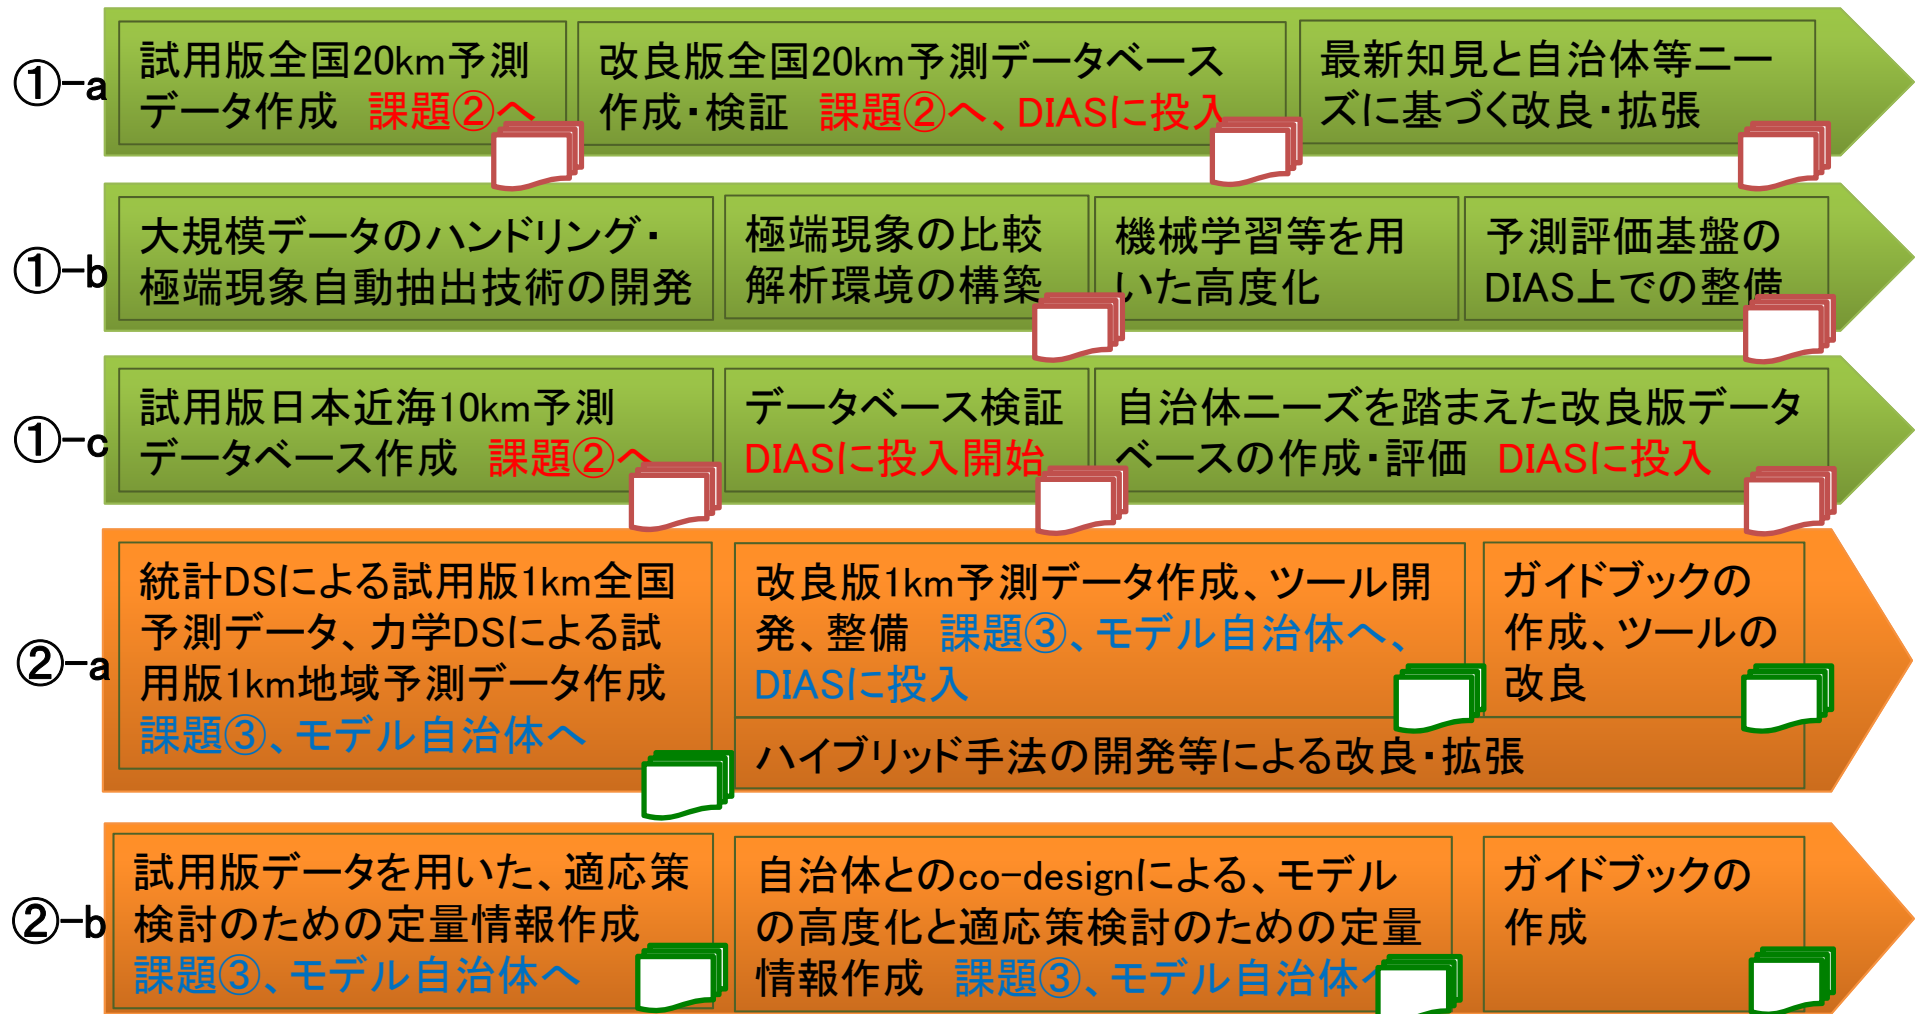 ①-a
試用版全国20km予測
データ作成 課題②へ
改良版全国20km予測データベース
作成・検証 課題②へ、DIASに投入
最新知見と自治体等ニー
ズに基づく改良・拡張
①-b
大規模データのハンドリング・
極端現象自動抽出技術の開発
極端現象の比較
解析環境の構築
機械学習等を用
いた高度化
予測評価基盤の
DIAS上での整備
①-c
試用版日本近海10km予測
データベース作成 課題②へ
データベース検証
DIASに投入開始
自治体ニーズを踏まえた改良版データ
ベースの作成・評価 DIASに投入
②-a
統計DSによる試用版1km全国
予測データ、力学DSによる試
用版1km地域予測データ作成
課題③、モデル自治体へ
改良版1km予測データ作成、ツール開
発、整備 課題③、モデル自治体へ、
DIASに投入
ガイドブックの
作成、ツールの
改良
ハイブリッド手法の開発等による改良・拡張
②-b
試用版データを用いた、適応策
検討のための定量情報作成
課題③、モデル自治体へ
自治体とのco-designによる、モデル
の高度化と適応策検討のための定量
情報作成 課題③、モデル自治体へ
ガイドブックの
作成